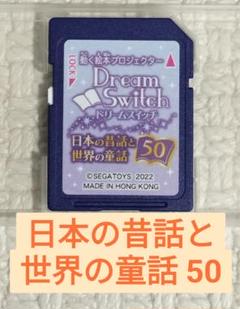 動く絵本プロジェクター
LOCK
Dream
Switch
ドリームスイッチ
日本の昔話と
世界の童話 50
©SEGATOYS 2022
MADE IN HONG KONG
日本の昔話と
世界の童話 50